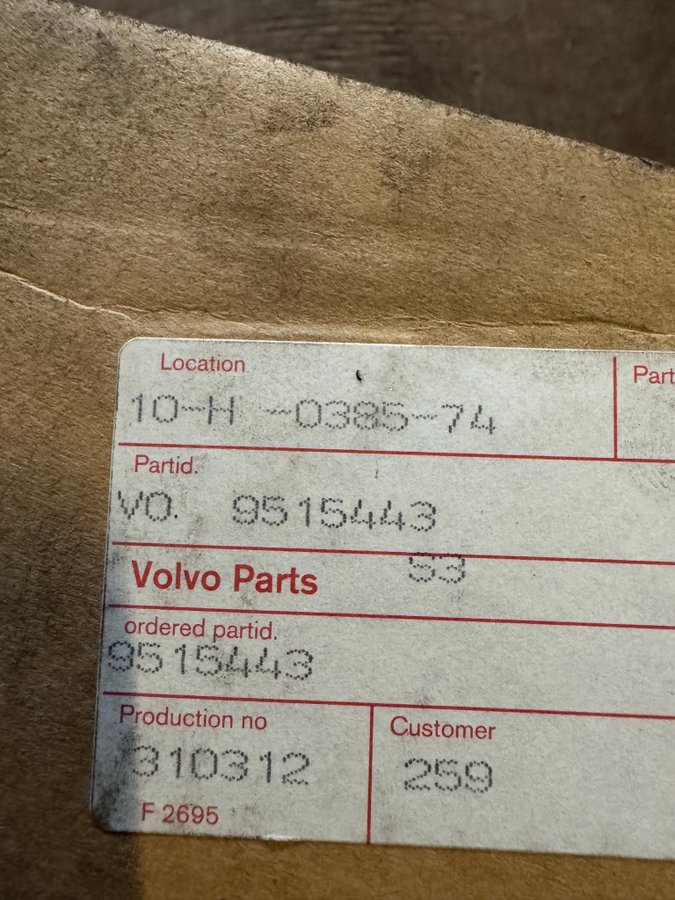 Location
Part
10-H -0385-74
Partid.
VO. 9515443
Volvo Parts
53
ordered partid.
9515443
Production no
Customer
310312
259
F 2695